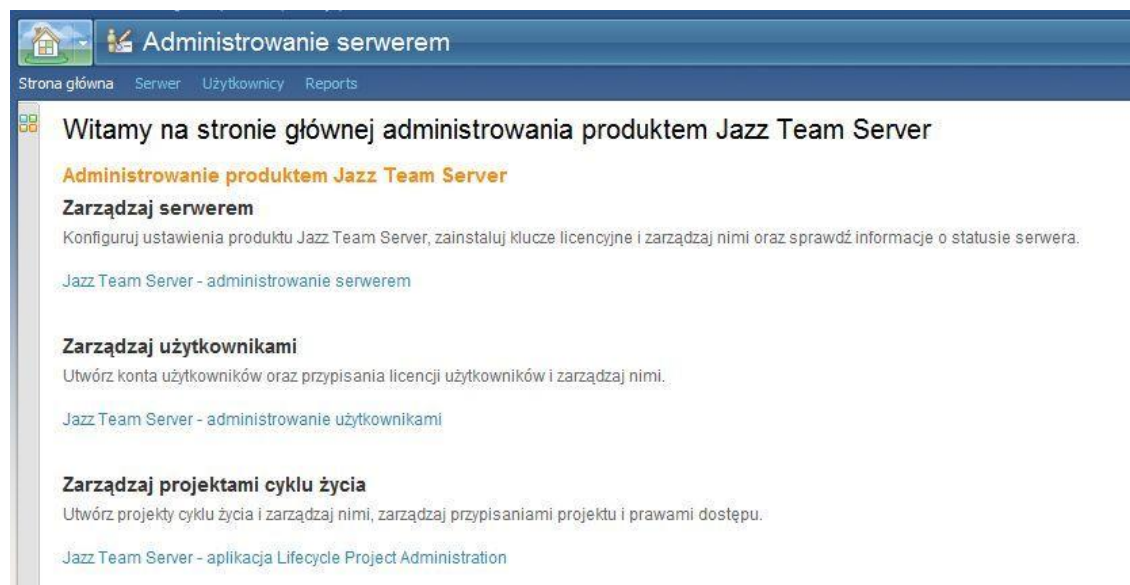 Administrowanie serwerem
Strona główna Serwer Użytkownicy Reports
Witamy na stronie głównej administrowania produktem Jazz Team Server
Administrowanie produktem Jazz Team Server
Zarządzaj serwerem
Konfiguruj ustawienia produktu Jazz Team Server, zainstaluj klucze licencyjne i zarządzaj nimi oraz sprawdź informacje o statusie serwera.
Jazz Team Server - administrowanie serwerem
Zarządzaj użytkownikami
Utwórz konta użytkowników oraz przypisania licencji użytkowników i zarządzaj nimi.
Jazz Team Server - administrowanie użytkownikami
Zarządzaj projektami cyklu życia
Utwórz projekty cyklu życia i zarządzaj nimi, zarządzaj przypisaniami projektu i prawami dostępu.
Jazz Team Server - aplikacja Lifecycle Project Administration